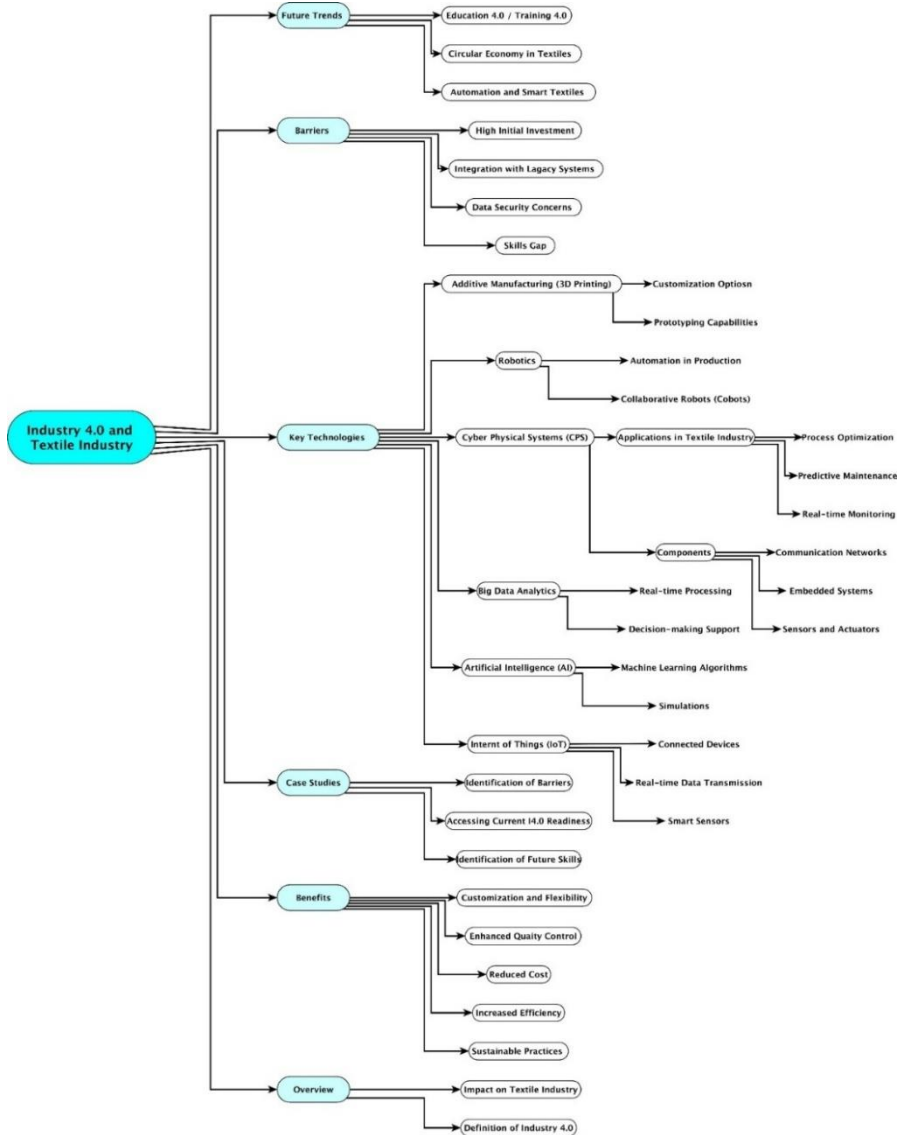 Future Trends
Education 4.0 / Training 4.0
Circular Economy in Textiles
Automation and Smart Textiles
Barriers
High Initial Investment
Integration with Lagacy Systems
Data Security Concerns
Skills Gap
Additive Manufacturing (3D Printing)
Customization Optiosn
Prototyping Capabilities
Robotics
Automation in Production
Collaborative Robots (Cobots)
Industry 4.0 and
Textile Industry
Key Technologies
Cyber Physical Systems (CPS)
Applications in Textile Industry
Process Optimization
Predictive Maintenance
Real-time Monitoring
Components
Communication Networks
Embedded Systems
Sensors and Actuators
Big Data Analytics
Real-time Processing
Decision-making Support
Artificial Intelligence (AI)
Machine Learning Algorithms
Simulations
Internt of Things (IoT)
Connected Devices
Real-time Data Transmission
Smart Sensors
Case Studies
Identification of Barriers
Accessing Current I4.0 Readiness
Identification of Future Skills
Benefits
Customization and Flexibility
Enhanced Quaity Control
Reduced Cost
Increased Efficiency
Sustainable Practices
Overview
Impact on Textile Industry
Definition of Industry 4.0